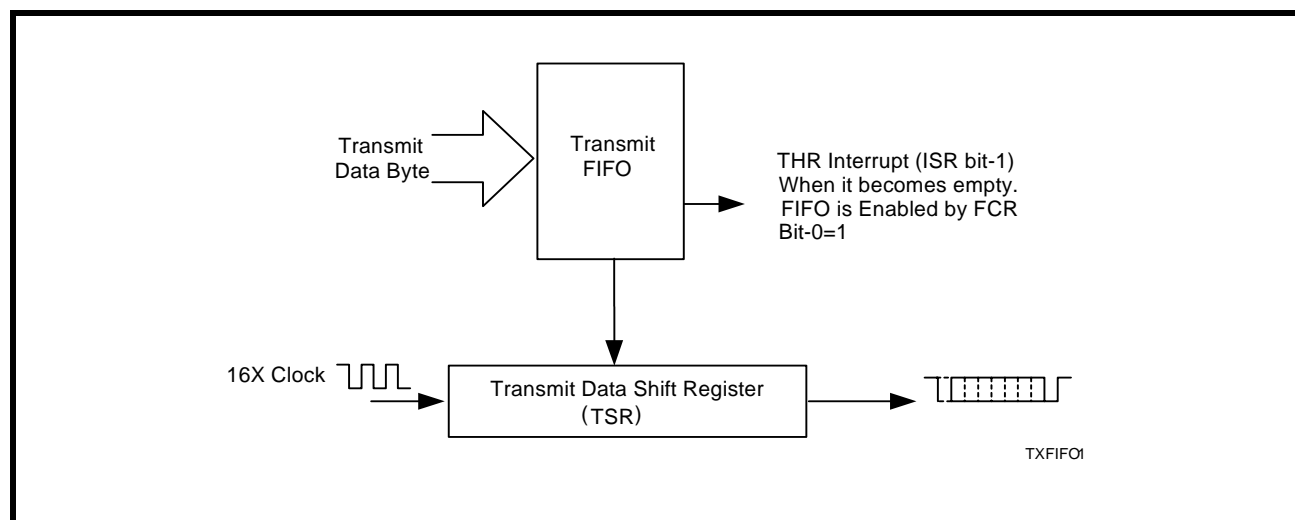 Transmit
Data Byte
Transmit
FIFO
THR Interrupt (ISR bit-1)
When it becomes empty.
FIFO is Enabled by FCR
Bit-0=1
16X Clock
Transmit Data Shift Register
(TSR)
TXFIFO1